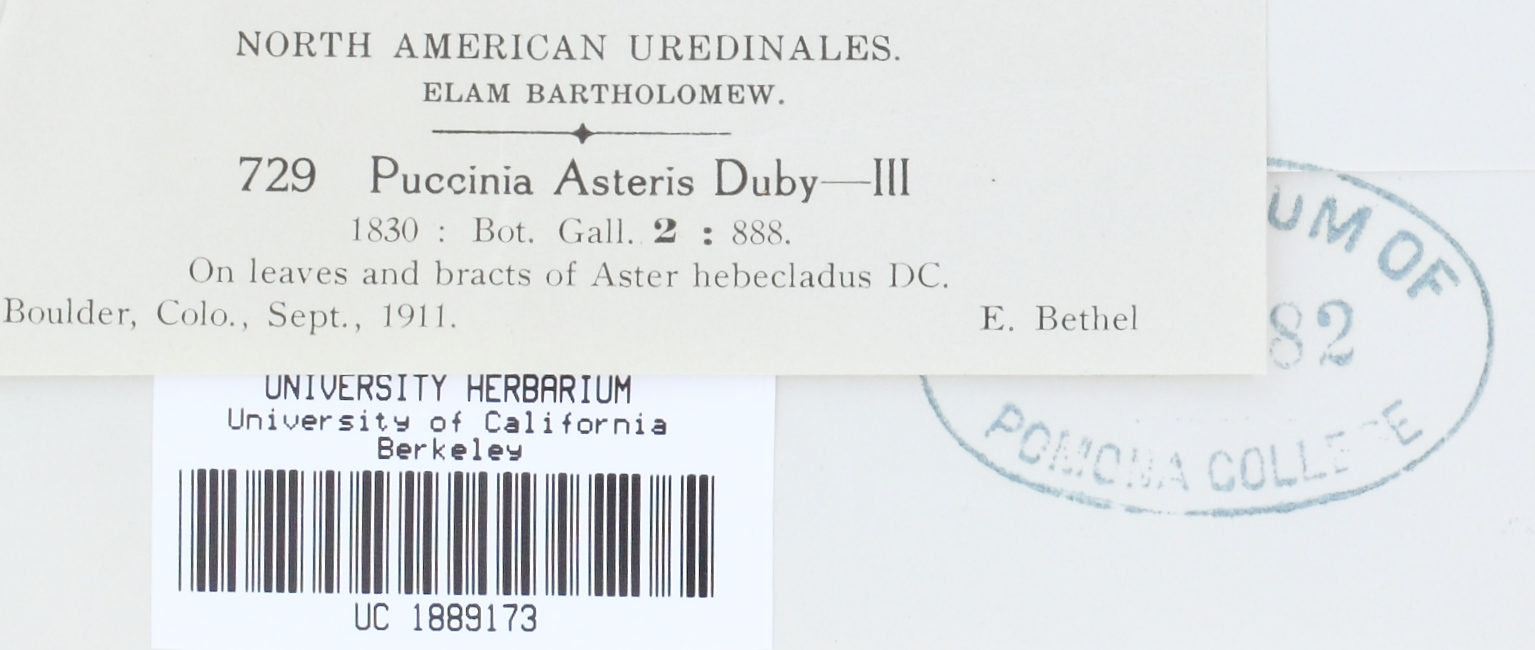 NORTH AMERICAN UREDINALES.
ELAM BARTHOLOMEW.
729 Puccinia Asteris Duby—III
1830 : Bot. Gall. 2 : 888.
On leaves and bracts of Aster hebecladus DC.
Boulder, Colo., Sept., 1911. E. Bethel
UM OF
82
POMONA COLLEGE
UNIVERSITY HERBARIUM
University of California
Berkeley
UC 1889173